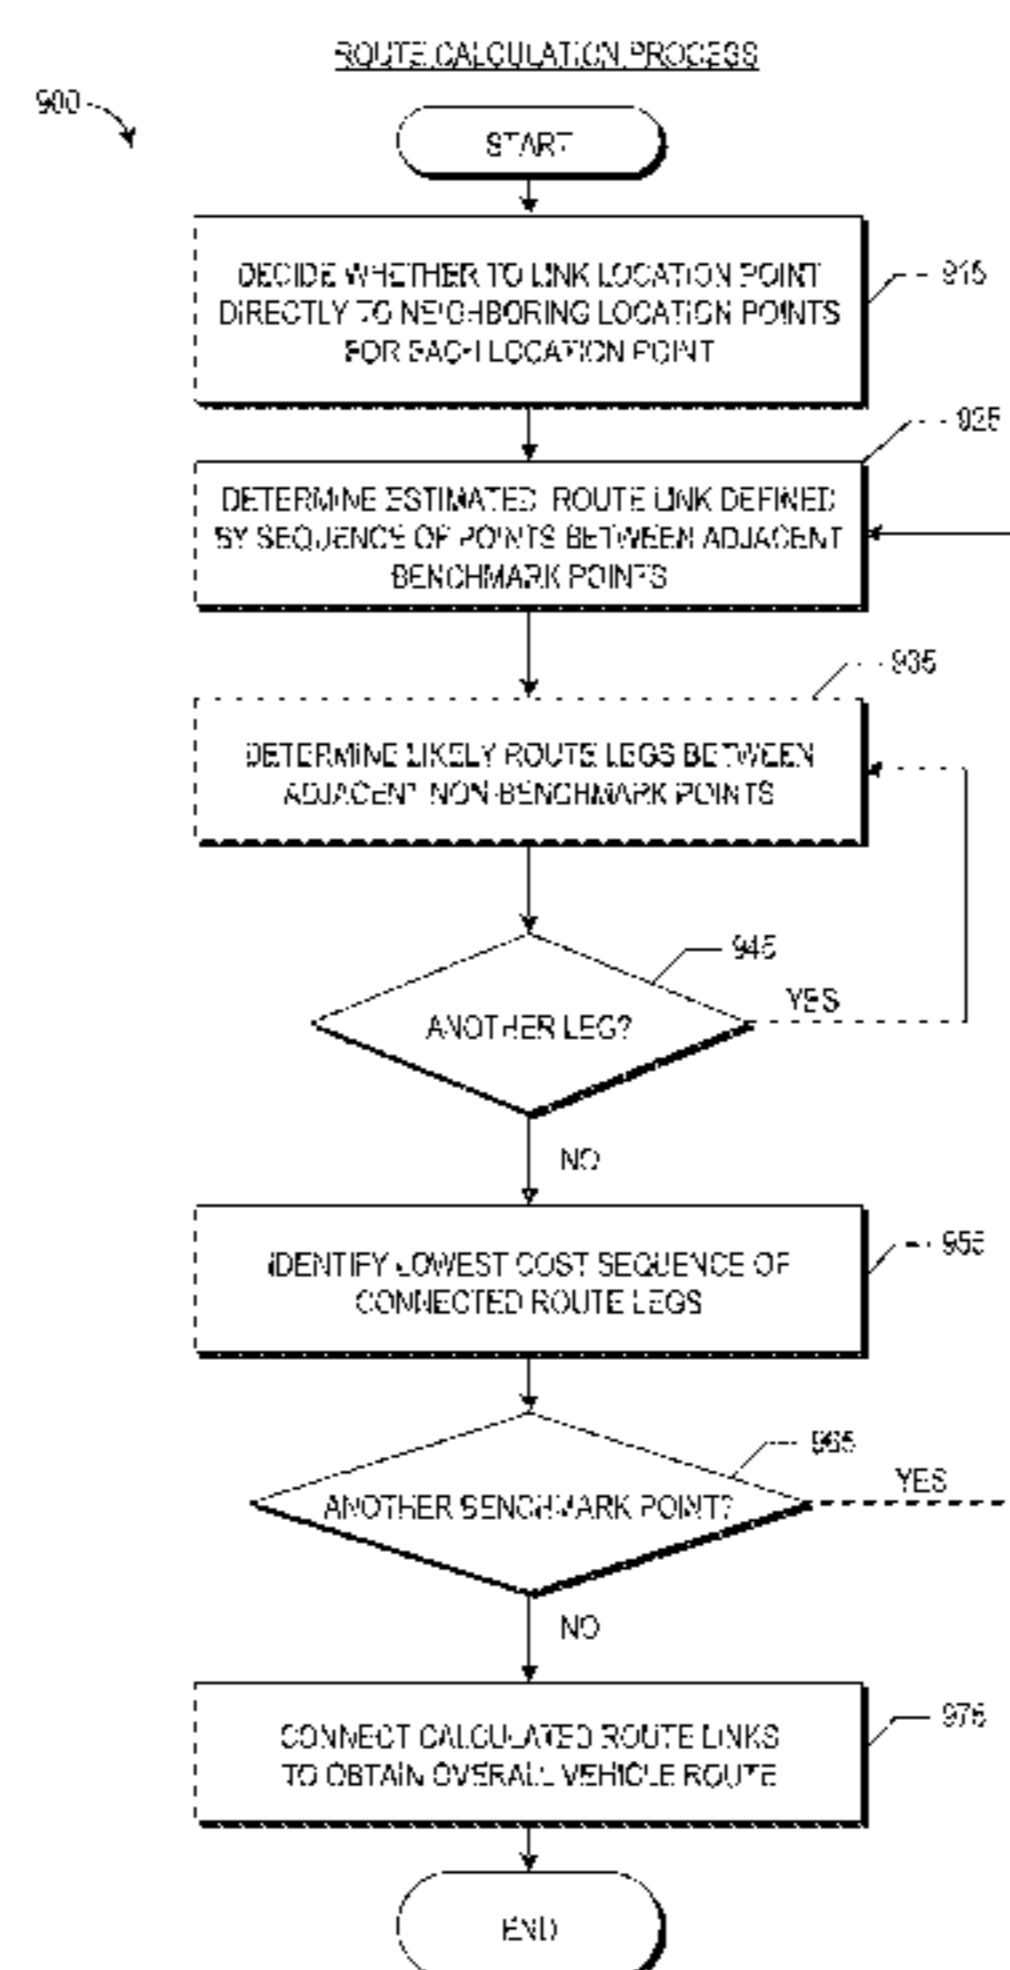 ROUTE CALCULATION PROCESS
900
START
DECIDE WHETHER TO LINK LOCATION POINT
DIRECTLY TO NEIGHBORING LOCATION POINTS
FOR EACH LOCATION POINT
915
925
DETERMINE ESTIMATED ROUTE LINK DEFINED
BY SEQUENCE OF POINTS BETWEEN ADJACENT
BENCHMARK POINTS
935
DETERMINE LIKELY ROUTE LEGS BETWEEN
ADJACENT NON-BENCHMARK POINTS
945
YES
ANOTHER LEG?
NO
955
IDENTIFY LOWEST COST SEQUENCE OF
CONNECTED ROUTE LEGS
965
YES
ANOTHER BENCHMARK POINT?
NO
975
CONNECT CALCULATED ROUTE LINKS
TO OBTAIN OVERALL VEHICLE ROUTE
END